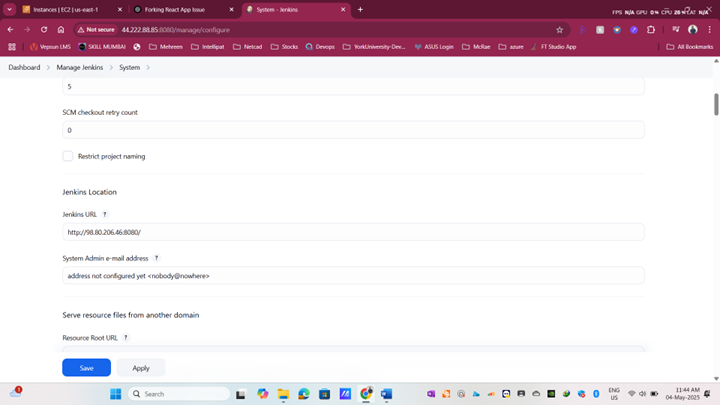 Instances | EC2 | us-east-1
Forking React App Issue
System - Jenkins
FPS N/A GPU 0 % CPU 26 % LAT N/A
Not secure
44.222.88.85:8080/manage/configure
Vepsun LMS
SKILL MUMBAI
Mehreen
Intellipat
Netcad
Stocks
Devops
YorkUniversity-Dev...
ASUS Login
McRae
azure
FT Studio App
All Bookmarks
Dashboard > Manage Jenkins > System >
5
SCM checkout retry count
0
Restrict project naming
Jenkins Location
Jenkins URL ?
http://98.80.206.46:8080/
System Admin e-mail address ?
address not configured yet <nobody@nowhere>
Serve resource files from another domain
Resource Root URL ?
Save
Apply
1
Search
ENG
US
11:44 AM
04-May-2025